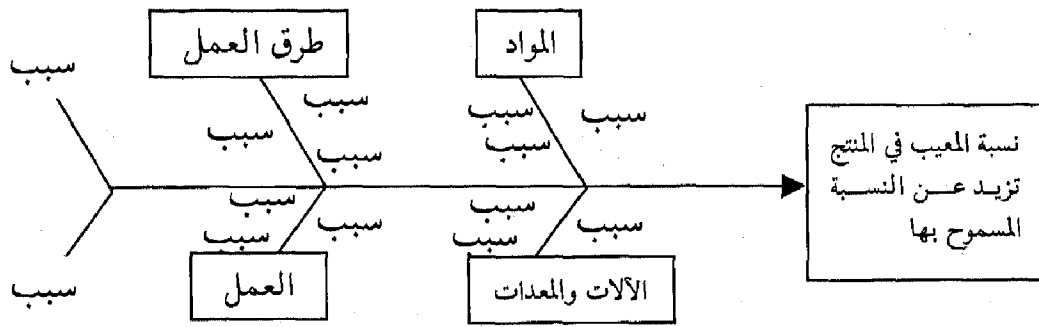 طرق العمل
المواد
سبب
سبب
سبب
سبب
سبب
سبب
سبب
سبب
نسبة المعيب في المنتج
تزيد عن النسبة
المسموح بها
سبب
سبب
سبب
سبب
سبب
سبب
سبب
العمل
الآلات والمعدات